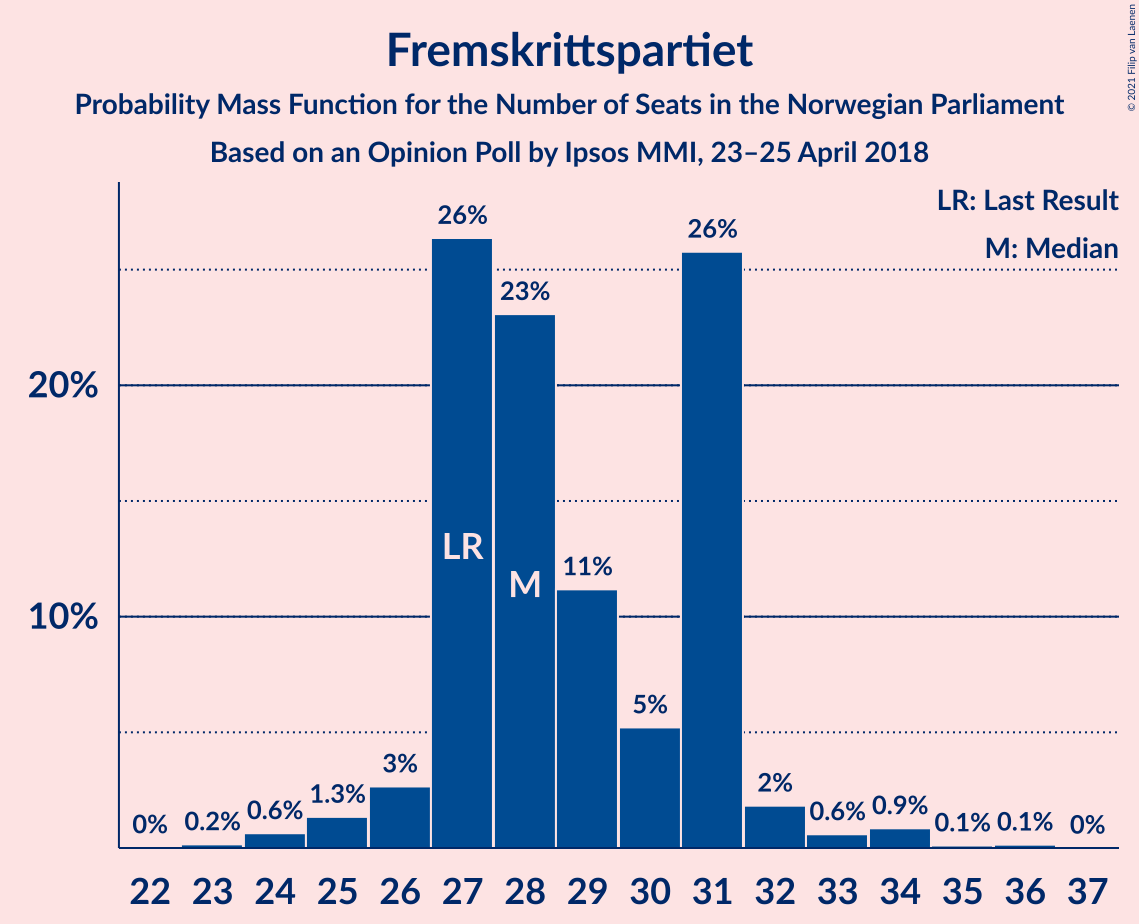 Fremskrittspartiet
Probability Mass Function for the Number of Seats in the Norwegian Parliament
Based on an Opinion Poll by Ipsos MMI, 23–25 April 2018
© 2021 Filip van Laenen
LR: Last Result
M: Median
20%
10%
0%
0.2%
0.6%
1.3%
3%
26%
23%
11%
5%
26%
2%
0.6%
0.9%
0.1%
0.1%
0%
LR
M
22 23 24 25 26 27 28 29 30 31 32 33 34 35 36 37